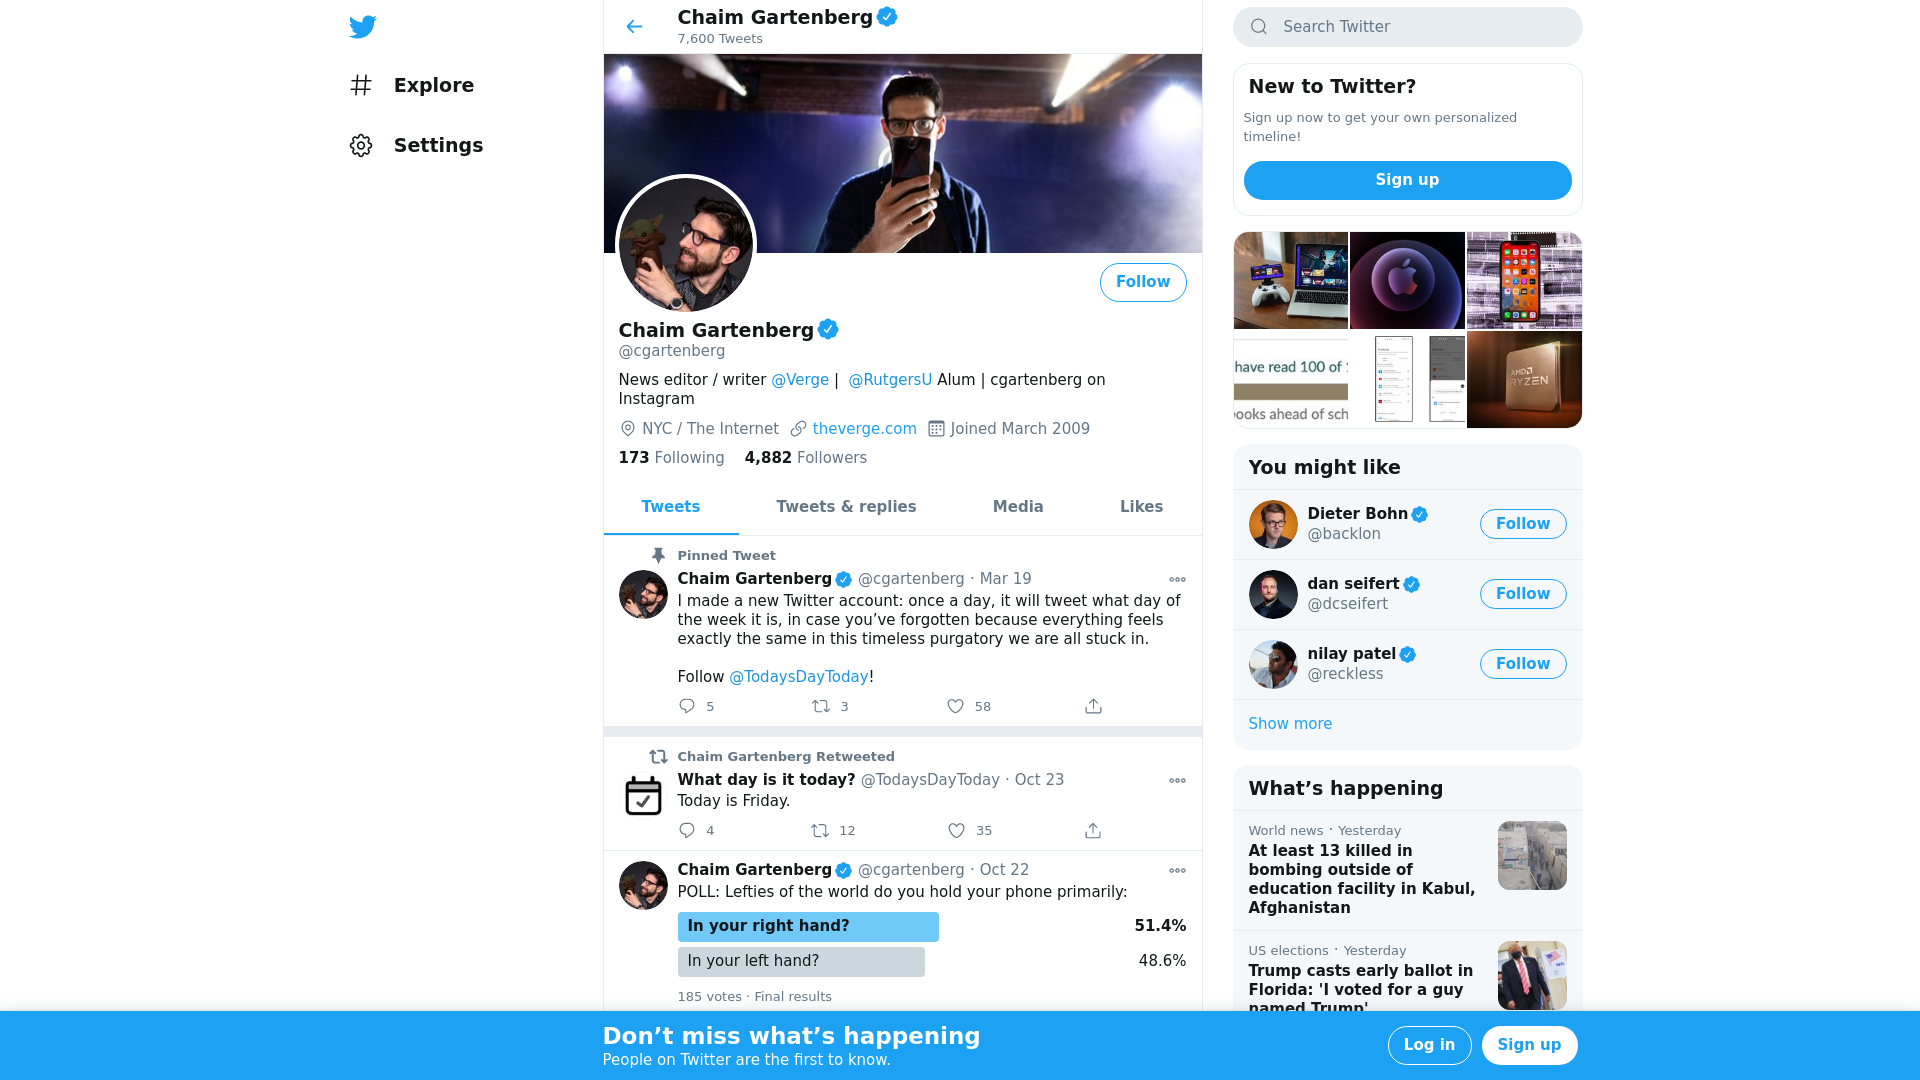 Explore
Settings
Chaim Gartenberg
7,600 Tweets
Follow
Chaim Gartenberg
@cgartenberg
News editor / writer @Verge | @RutgersU Alum | cgartenberg on
Instagram
NYC / The Internet theverge.com Joined March 2009
173 Following 4,882 Followers
Tweets Tweets & replies Media Likes
Pinned Tweet
Chaim Gartenberg @cgartenberg · Mar 19
I made a new Twitter account: once a day, it will tweet what day of
the week it is, in case you’ve forgotten because everything feels
exactly the same in this timeless purgatory we are all stuck in.
Follow @TodaysDayToday!
5 3 58
Chaim Gartenberg Retweeted
What day is it today? @TodaysDayToday · Oct 23
Today is Friday.
4 12 35
Chaim Gartenberg @cgartenberg · Oct 22
POLL: Lefties of the world do you hold your phone primarily:
In your right hand? 51.4%
In your left hand? 48.6%
185 votes · Final results
Search Twitter
New to Twitter?
Sign up now to get your own personalized
timeline!
Sign up
have read 100 of
ooks ahead of sch
AMD
RYZEN
You might like
Dieter Bohn
@backlon
Follow
dan seifert
@dcseifert
Follow
nilay patel
@reckless
Follow
Show more
What’s happening
World news · Yesterday
At least 13 killed in
bombing outside of
education facility in Kabul,
Afghanistan
US elections · Yesterday
Trump casts early ballot in
Florida: 'I voted for a guy
named Trump'
Don’t miss what’s happening
People on Twitter are the first to know.
Log in
Sign up